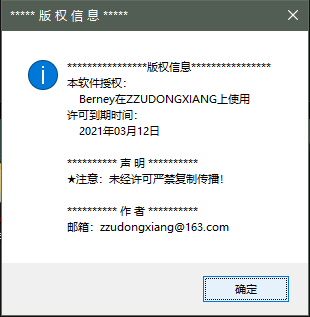 ***** 版 权 信 息 *****
****************版权信息****************
本软件授权：
Berney在ZZUDONGXIANG上使用
许可到期时间：
2021年03月12日
********** 声 明 **********
★注意：未经许可严禁复制传播！
********** 作 者 **********
邮箱：zzudongxiang@163.com
确定